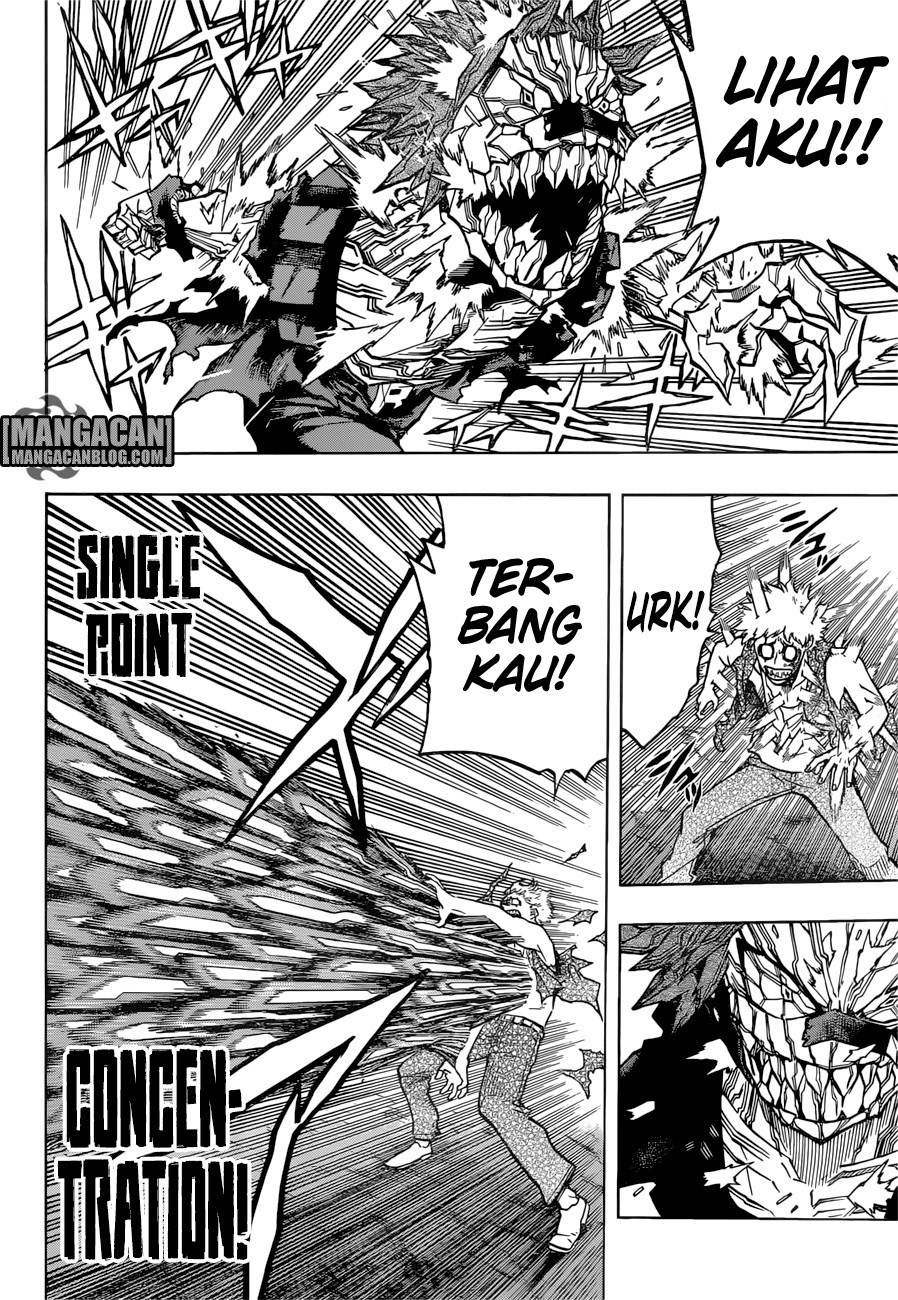 LIHAT
AKU!!
MANGACAN
MANGACANBLOG.COM
URK!
TER-
BANG
KAU!
SINGLE
POINT
CONCEN-
TRATION!